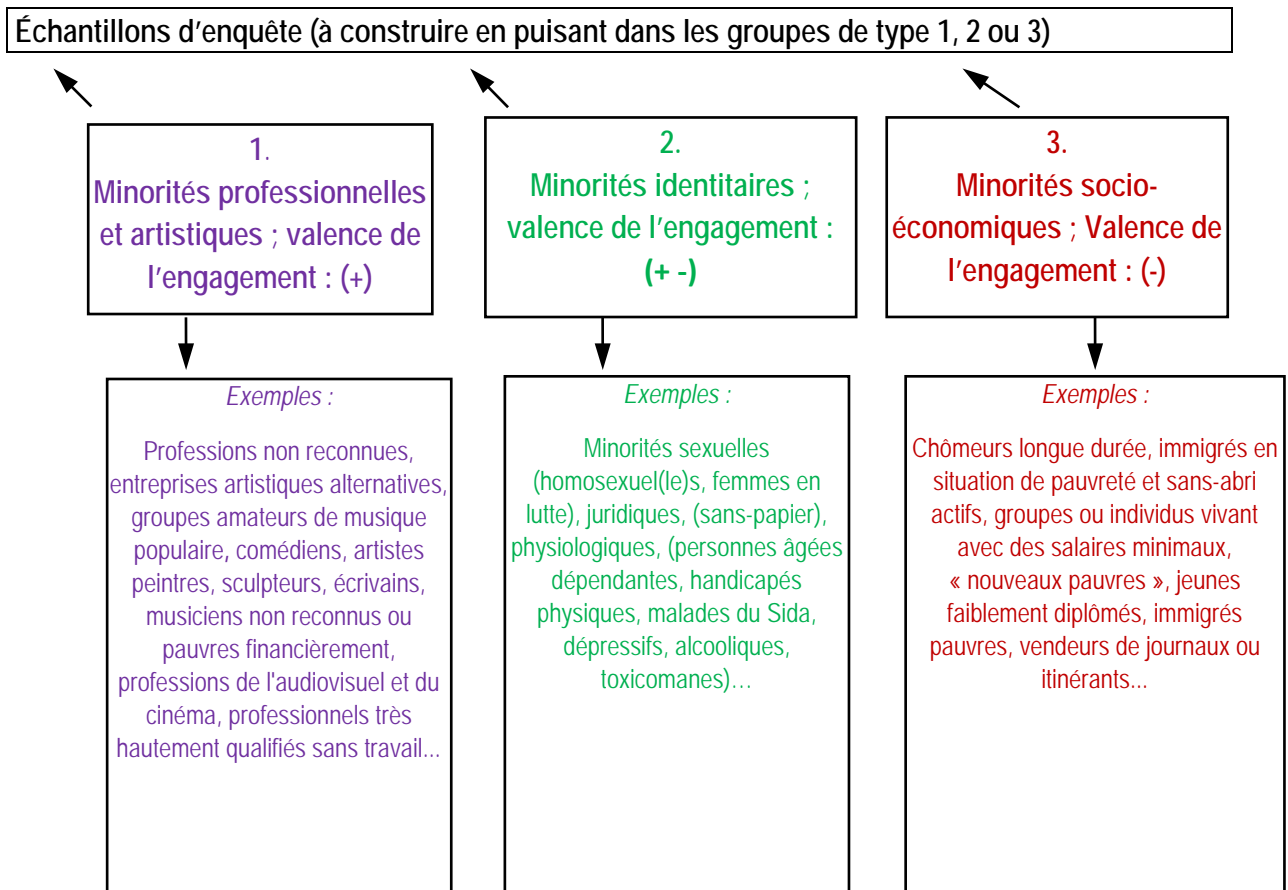 Échantillons d'enquête (à construire en puisant dans les groupes de type 1, 2 ou 3)
1.
Minorités professionnelles
et artistiques ; valence de
l'engagement : (+)
2.
Minorités identitaires ;
valence de l'engagement :
(+ -)
3.
Minorités socio-
économiques ; Valence de
l'engagement : (-)
Exemples :
Professions non reconnues,
entreprises artistiques alternatives,
groupes amateurs de musique
populaire, comédiens, artistes
peintres, sculpteurs, écrivains,
musiciens non reconnus ou
pauvres financièrement,
professions de l'audiovisuel et du
cinéma, professionnels très
hautement qualifiés sans travail...
Exemples :
Minorités sexuelles
(homosexuel(le)s, femmes en
lutte), juridiques, (sans-papier),
physiologiques, (personnes âgées
dépendantes, handicapés
physiques, malades du Sida,
dépressifs, alcooliques,
toxicomanes)…
Exemples :
Chômeurs longue durée, immigrés en
situation de pauvreté et sans-abri
actifs, groupes ou individus vivant
avec des salaires minimaux,
« nouveaux pauvres », jeunes
faiblement diplômés, immigrés
pauvres, vendeurs de journaux ou
itinérants...